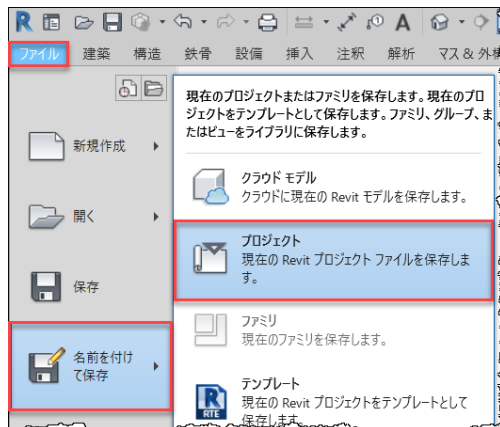 R
A
ファイル 建築 構造 鉄骨 設備 挿入 注釈 解析 マス & 外構
新規作成
開く
保存
名前を付け
て保存
現在のプロジェクトまたはファミリを保存します。現在のプロ
ジェクトをテンプレートとして保存します。ファミリ、グループ、ま
たはビューをライブラリに保存します。
クラウド モデル
クラウドに現在の Revit モデルを保存します。
プロジェクト
現在の Revit プロジェクト ファイルを保存しま
す。
ファミリ
現在のファミリを保存します。
R
RTE
テンプレート
現在の Revit プロジェクトをテンプレートとして
保存します。